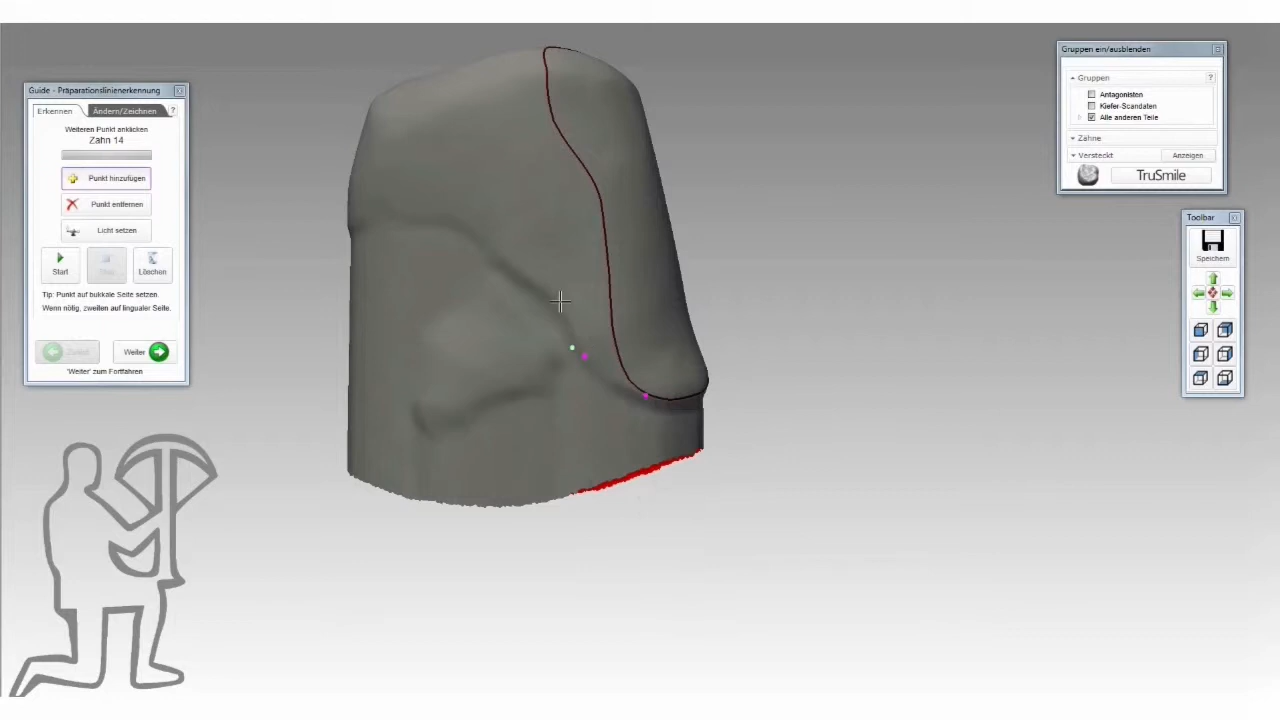 Guide - Präparationslinienerkennung
Erkennen
Ändern/Zeichnen
?
Weiteren Punkt anklicken
Zahn 14
Punkt hinzufügen
Punkt entfernen
Licht setzen
Start
Löschen
Tip: Punkt auf bukkale Seite setzen.
Wenn nötig, zweiten auf lingualer Seite.
Weiter
'Weiter' zum Fortfahren
Gruppen ein/ausblenden
Gruppen
?
Antagonisten
Kiefer-Scandaten
Alle anderen Teile
Zähne
Versteckt
Anzeigen
TruSmile
Toolbar
Speichern